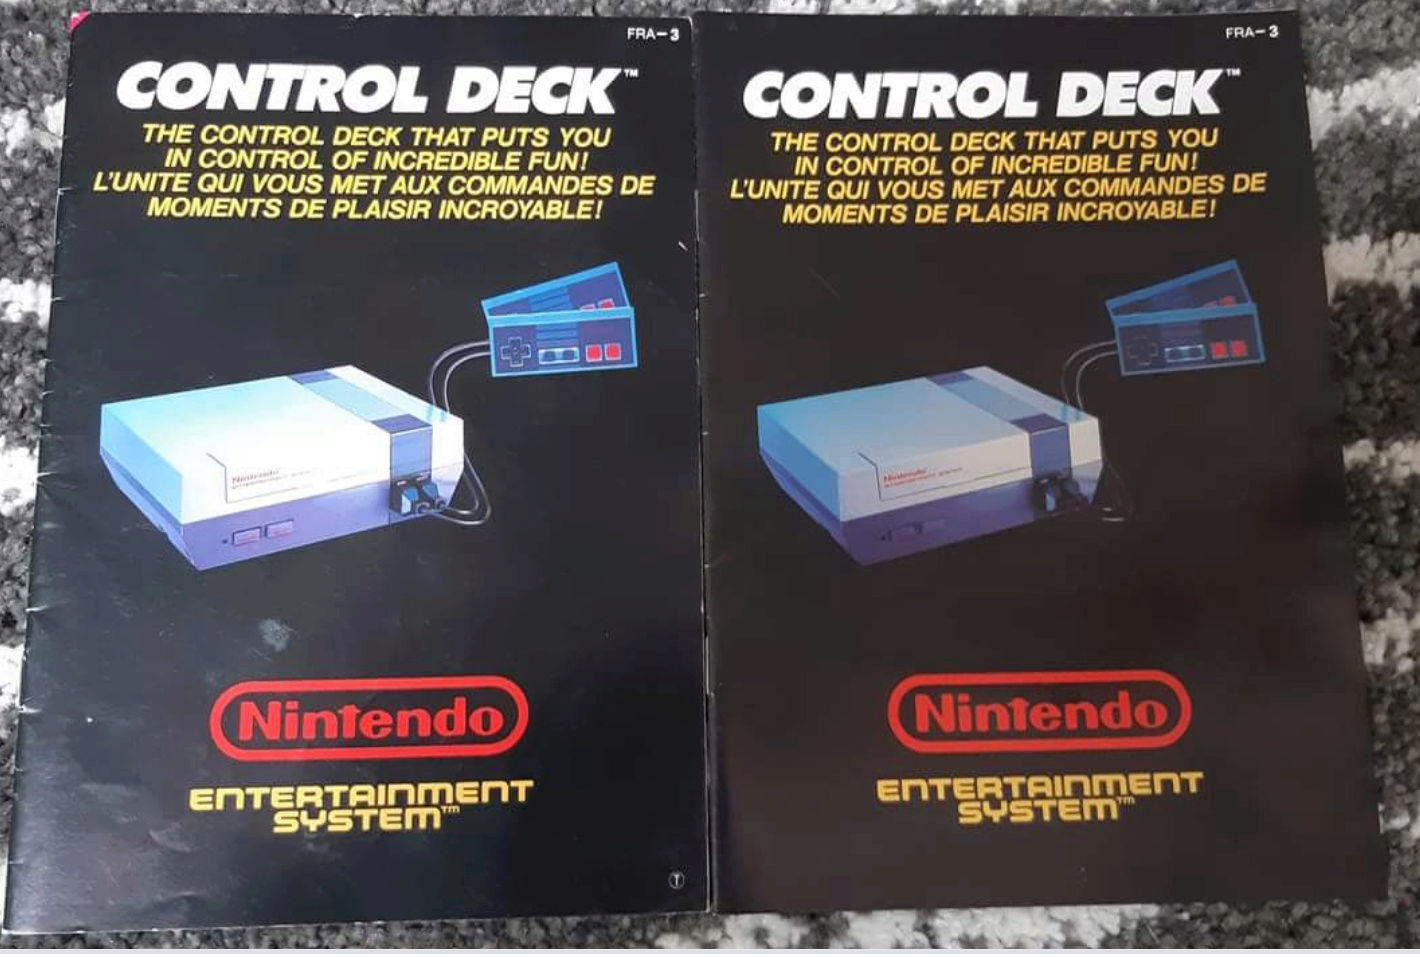 FRA-3
CONTROL DECK™
THE CONTROL DECK THAT PUTS YOU
IN CONTROL OF INCREDIBLE FUN!
L'UNITE QUI VOUS MET AUX COMMANDES DE
MOMENTS DE PLAISIR INCROYABLE!
Nintendo
Nintendo
ENTERTAINMENT
SYSTEM™
T
FRA-3
CONTROL DECK™
THE CONTROL DECK THAT PUTS YOU
IN CONTROL OF INCREDIBLE FUN!
L'UNITE QUI VOUS MET AUX COMMANDES DE
MOMENTS DE PLAISIR INCROYABLE!
Nintendo
Nintendo
ENTERTAINMENT
SYSTEM™